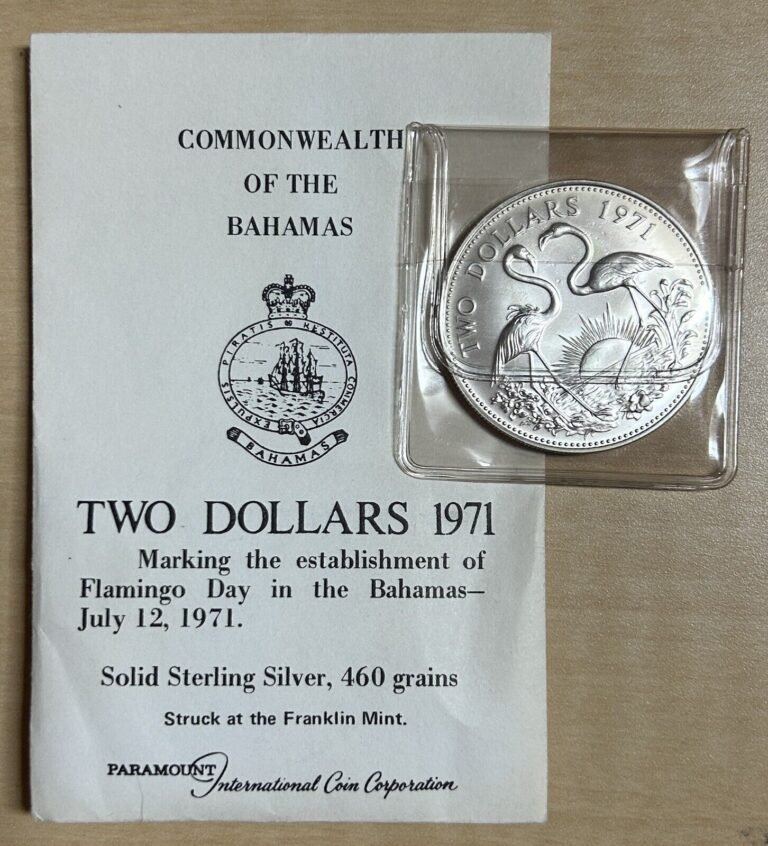 COMMONWEALTH
OF THE
BAHAMAS
EXPULSIS PIRATIS RESTITUTA COMMERCIA
BAHAMAS
TWO DOLLARS 1971
Marking the establishment of
Flamingo Day in the Bahamas—
July 12, 1971.
Solid Sterling Silver, 460 grains
Struck at the Franklin Mint.
PARAMOUNT International Coin Corporation
TWO DOLLARS 1971